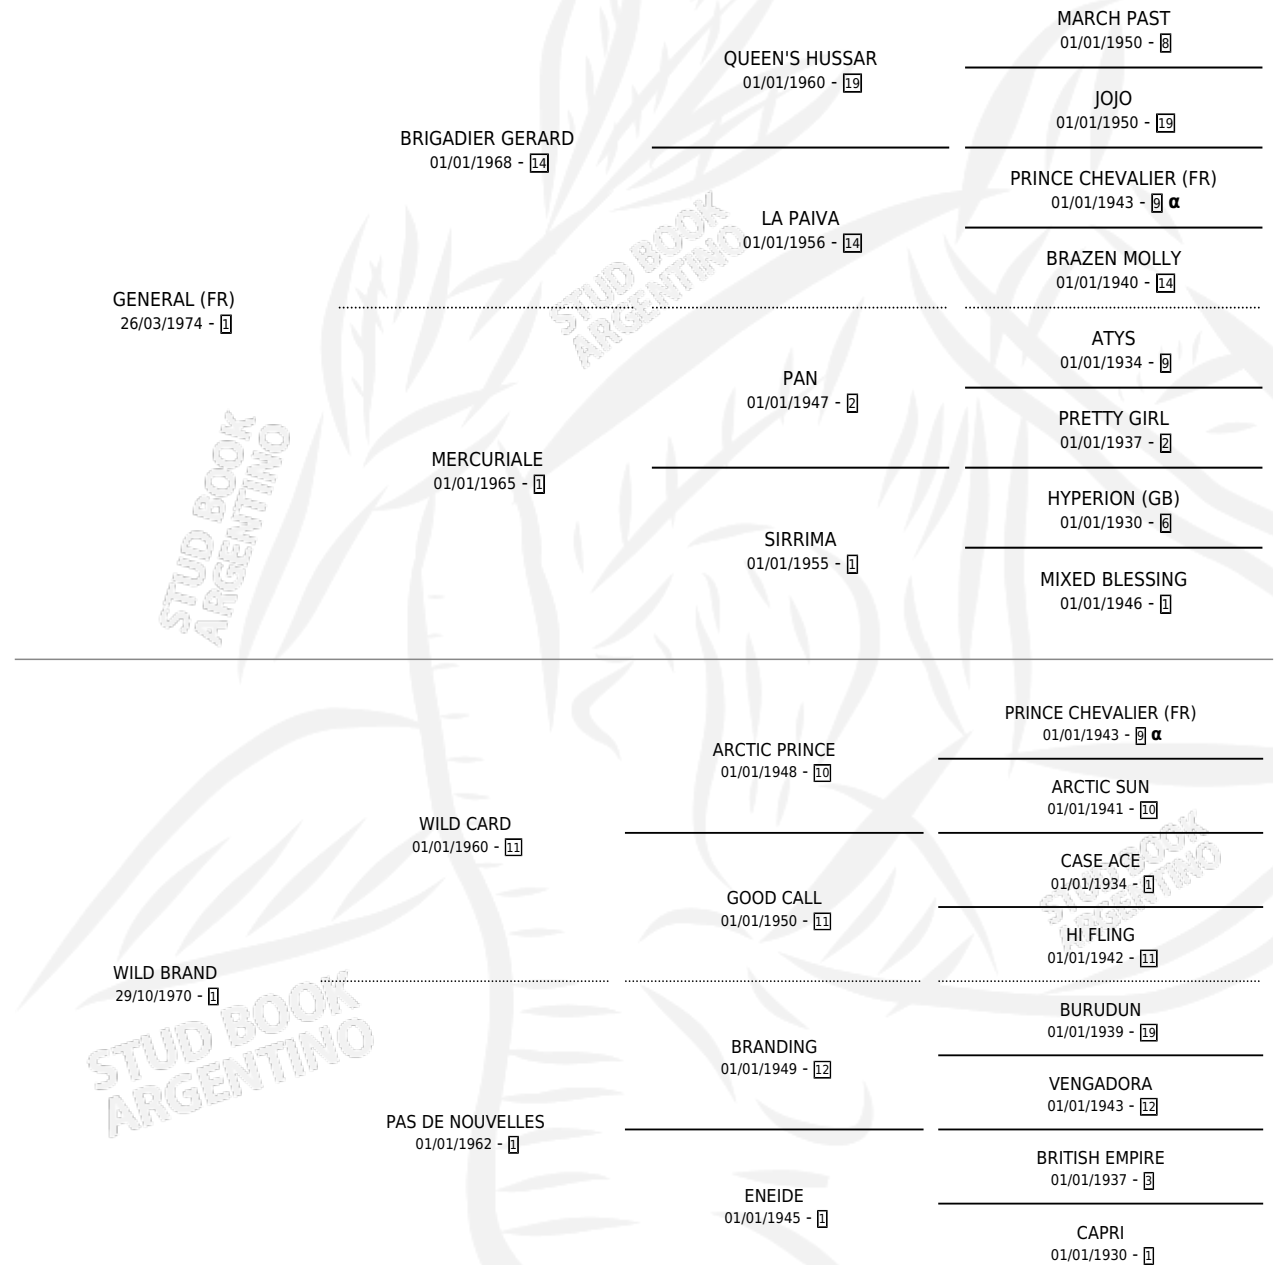 MARCH PAST
01/01/1950 - 8
QUEEN'S HUSSAR
01/01/1960 - 19
JOJO
01/01/1950 - 19
BRIGADIER GERARD
01/01/1968 - 14
PRINCE CHEVALIER (FR)
01/01/1943 - 9 α
LA PAIVA
01/01/1956 - 14
BRAZEN MOLLY
01/01/1940 - 14
GENERAL (FR)
26/03/1974 - 1
ATYS
01/01/1934 - 9
PAN
01/01/1947 - 2
PRETTY GIRL
01/01/1937 - 2
MERCURIALE
01/01/1965 - 1
HYPERION (GB)
01/01/1930 - 6
SIRRIMA
01/01/1955 - 1
MIXED BLESSING
01/01/1946 - 1
PRINCE CHEVALIER (FR)
01/01/1943 - 9 α
ARCTIC PRINCE
01/01/1948 - 10
ARCTIC SUN
01/01/1941 - 10
WILD CARD
01/01/1960 - 11
CASE ACE
01/01/1934 - 1
GOOD CALL
01/01/1950 - 11
HI FLING
01/01/1942 - 11
WILD BRAND
29/10/1970 - 1
BURUDUN
01/01/1939 - 19
BRANDING
01/01/1949 - 12
VENGADORA
01/01/1943 - 12
PAS DE NOUVELLES
01/01/1962 - 1
BRITISH EMPIRE
01/01/1937 - 3
ENEIDE
01/01/1945 - 1
CAPRI
01/01/1930 - 1
STUD BOOK
ARGENTINO
STUD BOOK
ARGENTINO
STUD BOOK
ARGENTINO
STUD BOOK
ARGENTINO